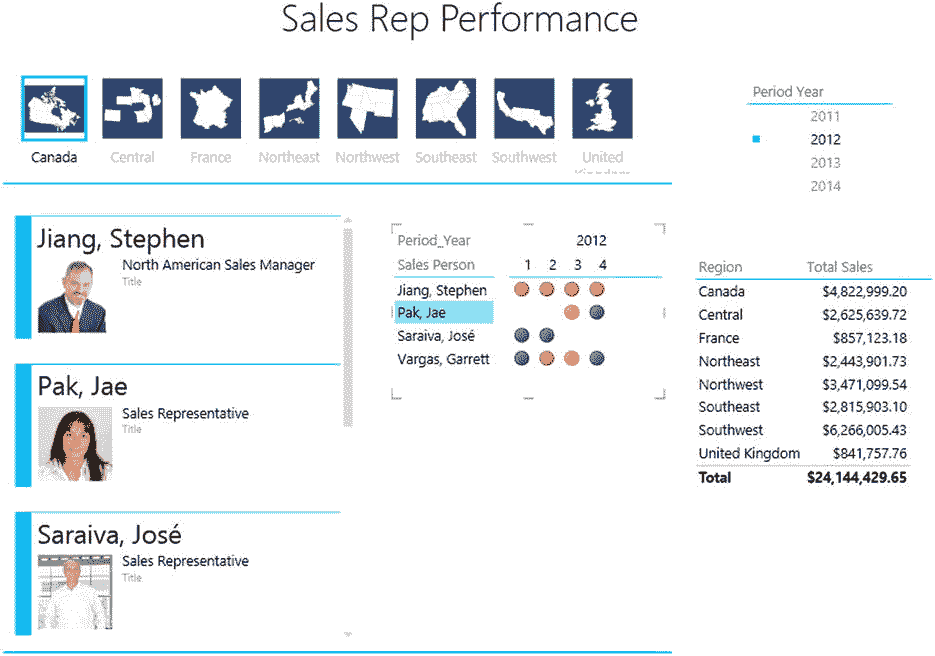 Sales Rep Performance
Canada Central France Northeast Northwest Southeast Southwest United
Period Year
2011
2012
2013
2014
Jiang, Stephen
North American Sales Manager
Title
Pak, Jae
Sales Representative
Title
Saraiva, José
Sales Representative
Title
Period_Year 2012
Sales Person 1 2 3 4
Jiang, Stephen
Pak, Jae
Saraiva, José
Vargas, Garrett
Region Total Sales
Canada $4,822,999.20
Central $2,625,639.72
France $857,123.18
Northeast $2,443,901.73
Northwest $3,471,099.54
Southeast $2,815,903.10
Southwest $6,266,005.43
United Kingdom $841,757.76
Total $24,144,429.65